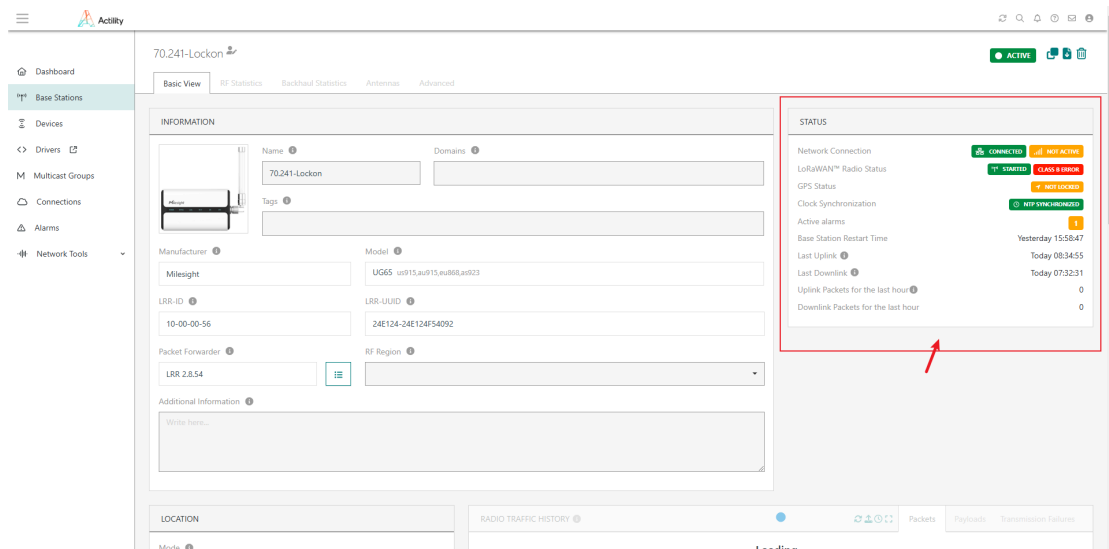 Actility
70.241-Lockon
ACTIVE
Dashboard
Base Stations
Devices
Drivers
Multicast Groups
Connections
Alarms
Network Tools
Basic View RF Statistics Backhaul Statistics Antennas Advanced
INFORMATION
Name Domains
70.241-Lockon
Tags
Milesight
Manufacturer Model
Milesight UG65 us915,au915,eu868,as923
LRR-ID LRR-UUID
10-00-00-56 24E124-24E124F54092
Packet Forwarder RF Region
LRR 2.8.54
Additional Information
Write here...
STATUS
Network Connection CONNECTED NOT ACTIVE
LoRaWAN™ Radio Status STARTED CLASS B ERROR
GPS Status NOT LOCKED
Clock Synchronization NTP SYNCHRONIZED
Active alarms 1
Base Station Restart Time Yesterday 15:58:47
Last Uplink Today 08:34:55
Last Downlink Today 07:32:31
Uplink Packets for the last hour 0
Downlink Packets for the last hour 0
LOCATION
Mode
RADIO TRAFFIC HISTORY Packets Payloads Transmission Failures
Loading